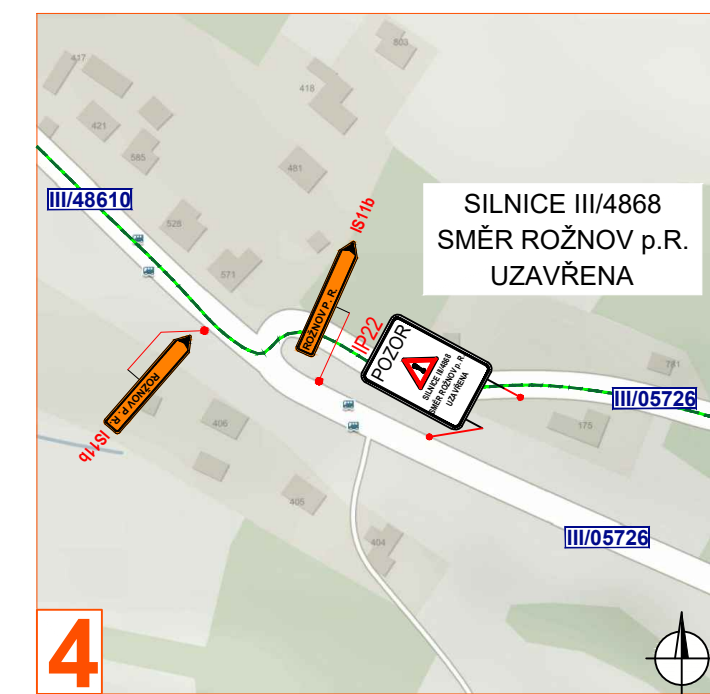 803
417
418
421
585
481
III/48610
528
571
IS11b
SILNICE III/4868
SMĚR ROŽNOV p.R.
UZAVŘENA
ROŽNOV P. R.
IP22
POZOR
SILNICE III/4868
SMĚR ROŽNOV p.R.
UZAVŘENA
ROŽNOV P. R.
IS11b
781
III/05726
406
175
405
404
III/05726
4